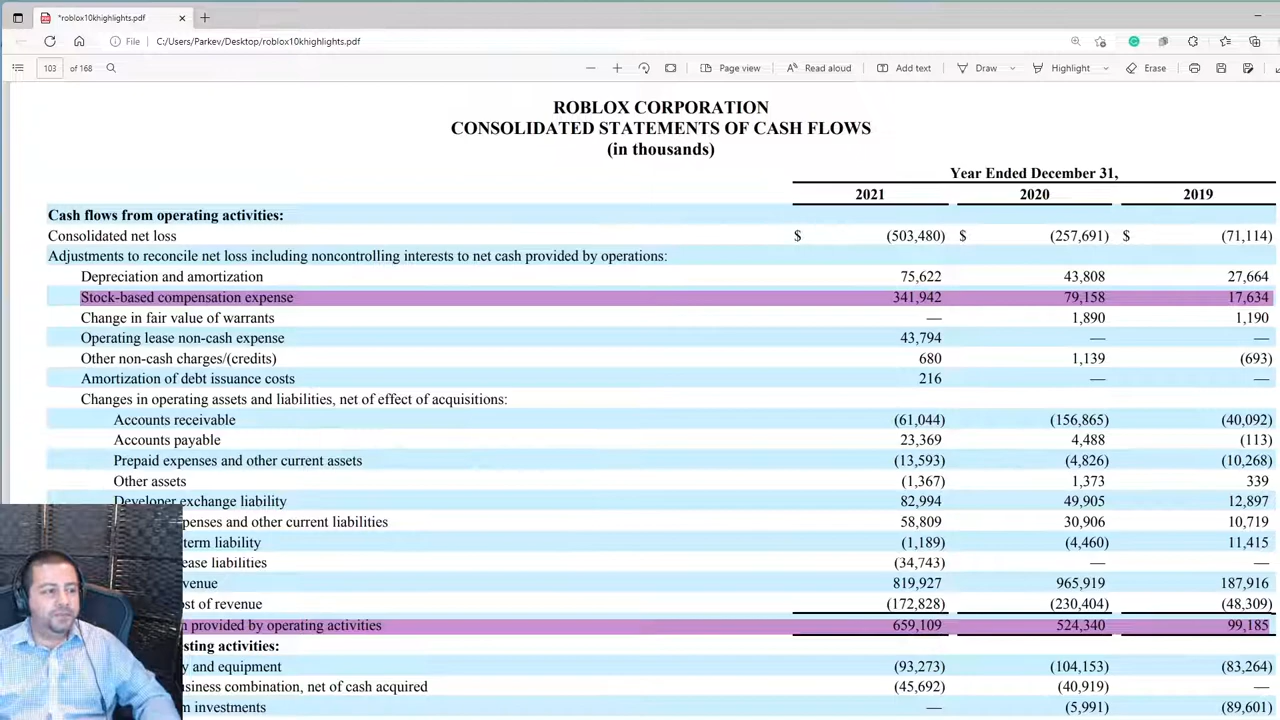 *roblox10khighlights.pdf
File C:/Users/Parkev/Desktop/roblox10khighlights.pdf
103 of 168 Page view Read aloud Add text Draw Highlight Erase
ROBLOX CORPORATION
CONSOLIDATED STATEMENTS OF CASH FLOWS
(in thousands)
Year Ended December 31,
2021 2020 2019
Cash flows from operating activities:
Consolidated net loss $ (503,480) $ (257,691) $ (71,114)
Adjustments to reconcile net loss including noncontrolling interests to net cash provided by operations:
Depreciation and amortization 75,622 43,808 27,664
Stock-based compensation expense 341,942 79,158 17,634
Change in fair value of warrants — 1,890 1,190
Operating lease non-cash expense 43,794 — —
Other non-cash charges/(credits) 680 1,139 (693)
Amortization of debt issuance costs 216 — —
Changes in operating assets and liabilities, net of effect of acquisitions:
Accounts receivable (61,044) (156,865) (40,092)
Accounts payable 23,369 4,488 (113)
Prepaid expenses and other current assets (13,593) (4,826) (10,268)
Other assets (1,367) 1,373 339
Developer exchange liability 82,994 49,905 12,897
penses and other current liabilities 58,809 30,906 10,719
term liability (1,189) (4,460) 11,415
ease liabilities (34,743) — —
venue 819,927 965,919 187,916
ost of revenue (172,828) (230,404) (48,309)
provided by operating activities 659,109 524,340 99,185
sting activities:
y and equipment (93,273) (104,153) (83,264)
siness combination, net of cash acquired (45,692) (40,919) —
m investments — (5,991) (89,601)